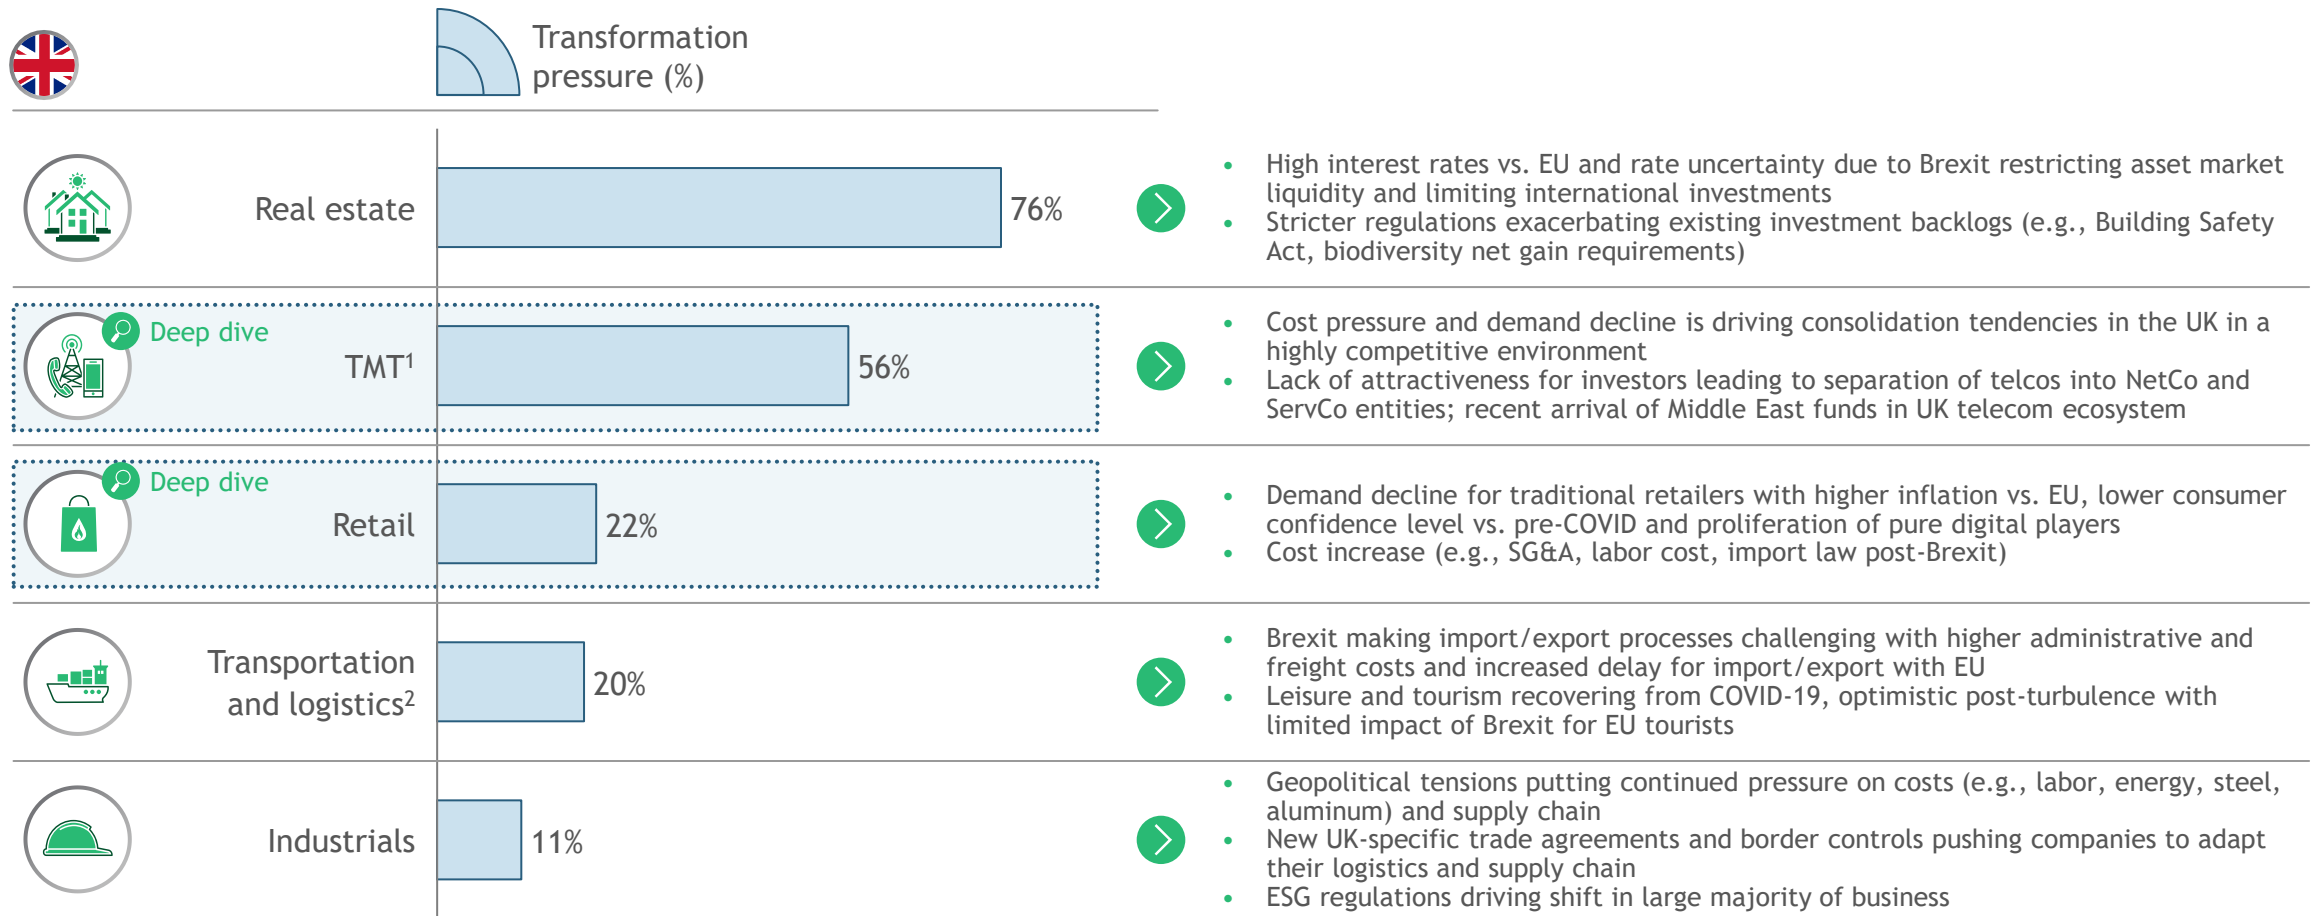 Transformation
pressure (%)
Real estate
76%
• High interest rates vs. EU and rate uncertainty due to Brexit restricting asset market
liquidity and limiting international investments
• Stricter regulations exacerbating existing investment backlogs (e.g., Building Safety
Act, biodiversity net gain requirements)
Deep dive
TMT¹
56%
• Cost pressure and demand decline is driving consolidation tendencies in the UK in a
highly competitive environment
• Lack of attractiveness for investors leading to separation of telcos into NetCo and
ServCo entities; recent arrival of Middle East funds in UK telecom ecosystem
Deep dive
Retail
22%
• Demand decline for traditional retailers with higher inflation vs. EU, lower consumer
confidence level vs. pre-COVID and proliferation of pure digital players
• Cost increase (e.g., SG&A, labor cost, import law post-Brexit)
Transportation
and logistics²
20%
• Brexit making import/export processes challenging with higher administrative and
freight costs and increased delay for import/export with EU
• Leisure and tourism recovering from COVID-19, optimistic post-turbulence with
limited impact of Brexit for EU tourists
Industrials
11%
• Geopolitical tensions putting continued pressure on costs (e.g., labor, energy, steel,
aluminum) and supply chain
• New UK-specific trade agreements and border controls pushing companies to adapt
their logistics and supply chain
• ESG regulations driving shift in large majority of business